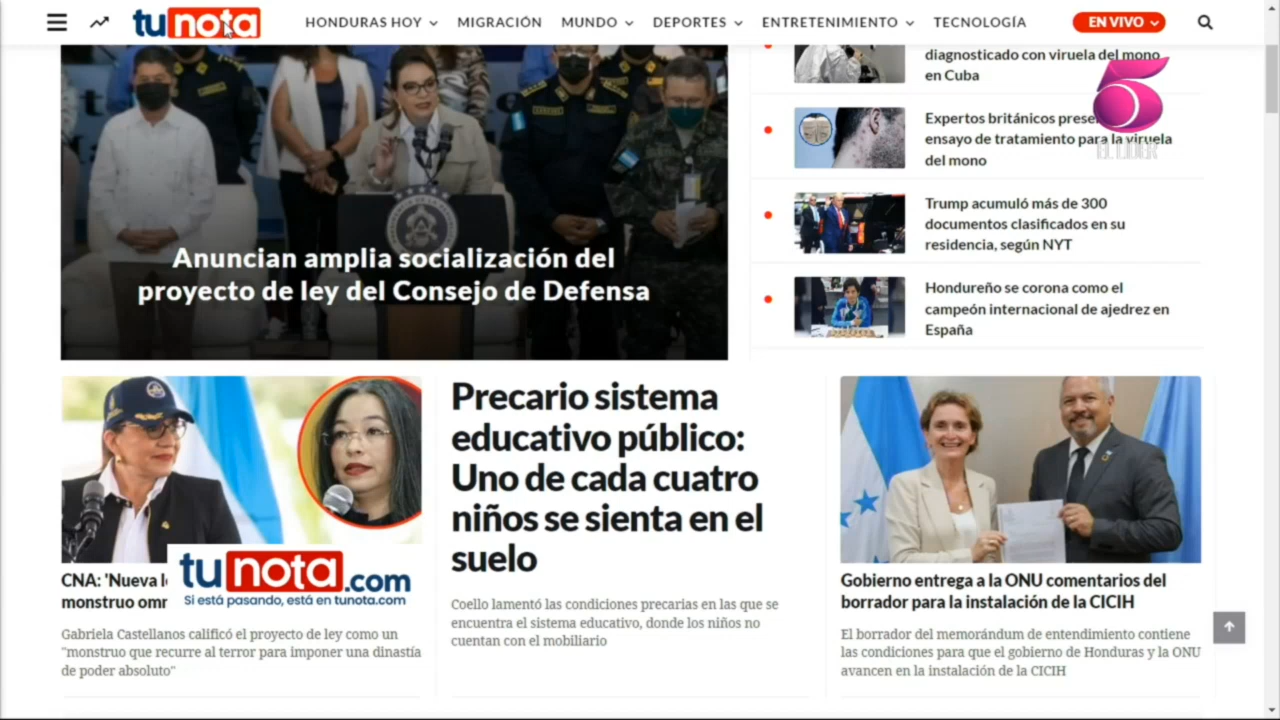 tunota
HONDURAS HOY
MIGRACIÓN
MUNDO
DEPORTES
ENTRETENIMIENTO
TECNOLOGÍA
EN VIVO
Anuncian amplia socialización del
proyecto de ley del Consejo de Defensa
diagnosticado con viruela del mono
en Cuba
Expertos británicos
ensayo de tratamiento para la viruela
del mono
Trump acumuló más de 300
documentos clasificados en su
residencia, según NYT
Hondureño se corona como el
campeón internacional de ajedrez en
España
5
EL LÍDER
CNA: 'Nueva
monstruo
tunota.com
Si está pasando, está en tunota.com
Gabriela Castellanos calificó el proyecto de ley como un
"monstruo que recurre al terror para imponer una dinastía
de poder absoluto"
Precario sistema
educativo público:
Uno de cada cuatro
niños se sienta en el
suelo
Coello lamentó las condiciones precarias en las que se
encuentra el sistema educativo, donde los niños no
cuentan con el mobiliario
Gobierno entrega a la ONU comentarios del
borrador para la instalación de la CICIH
El borrador del memorándum de entendimiento contiene
las condiciones para que el gobierno de Honduras y la ONU
avancen en la instalación de la CICIH